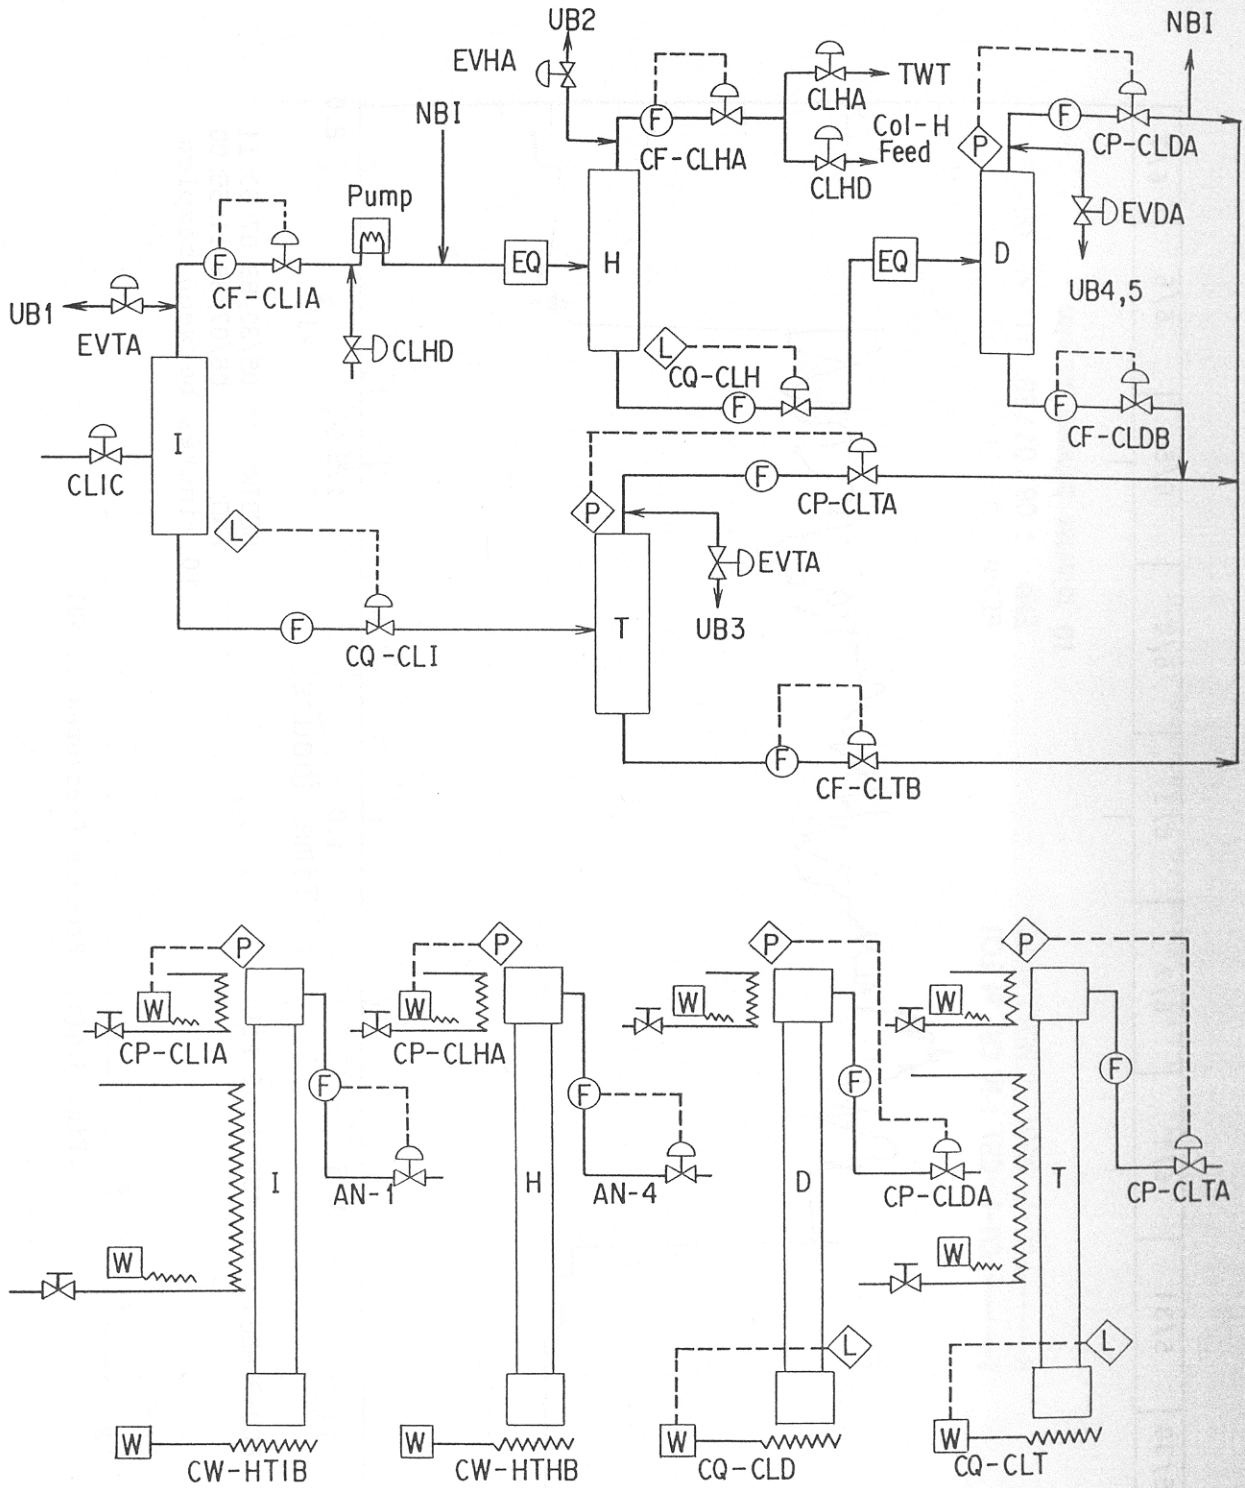 UB2
NBI
EVHA
TWT
CLHA
NBI
F
F
Col-H
Feed
P
CF-CLHA
CP-CLDA
CLHD
Pump
EVDA
F
EQ
H
EQ
D
CF-CLIA
UB4,5
UB1
EVTA
CLHD
L
CQ-CLH
F
F
CF-CLDB
I
CLIC
F
CP-CLTA
P
L
EVTA
F
T
UB3
CQ-CLI
F
CF-CLTB
P
P
P
P
W
W
W
W
CP-CLIA
CP-CLHA
F
F
F
F
I
H
D
T
AN-1
AN-4
CP-CLDA
CP-CLTA
W
W
L
L
W
W
W
W
CW-HTIB
CW-HTHB
CQ-CLD
CQ-CLT